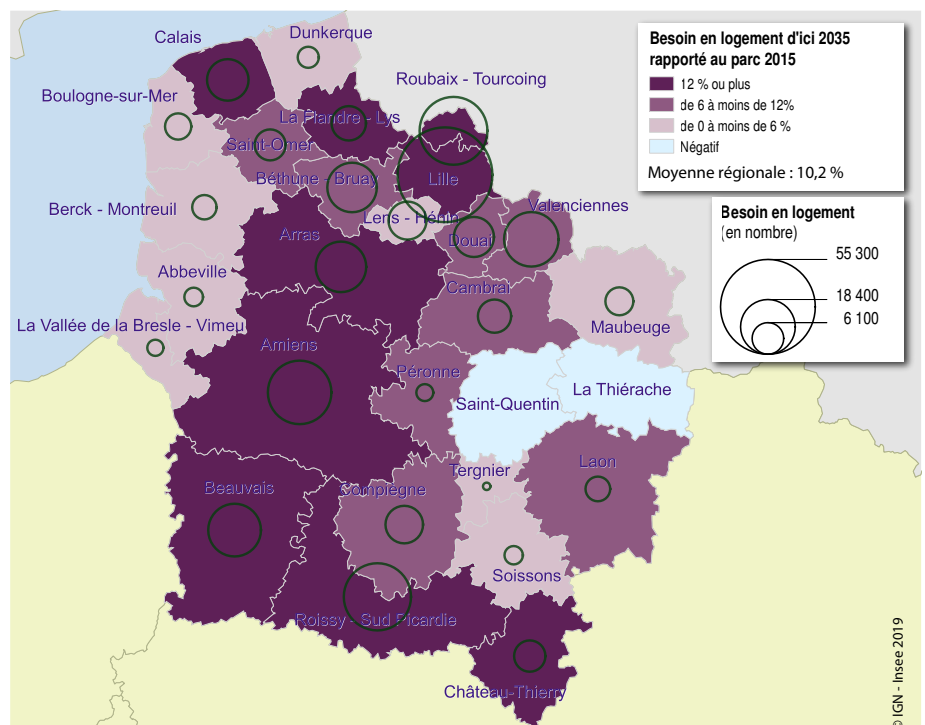 Dunkerque
Calais
Roubaix - Tourcoing
Boulogne-sur-Mer
La Flandre - Lys
Saint-Omer
Béthune - Bruay
Lille
Berck - Montreuil
Lens - Hénin
Valenciennes
Douai
Arras
Abbeville
Cambrai
La Vallée de la Bresle - Vimeu
Maubeuge
Amiens
Péronne
Saint-Quentin
La Thiérache
Tergnier
Laon
Beauvais
Compiègne
Soissons
Roissy - Sud Picardie
Château-Thierry
Besoin en logement d'ici 2035
rapporté au parc 2015
12 % ou plus
de 6 à moins de 12%
de 0 à moins de 6 %
Négatif
Moyenne régionale : 10,2 %
Besoin en logement
(en nombre)
55 300
18 400
6 100
© IGN - Insee 2019